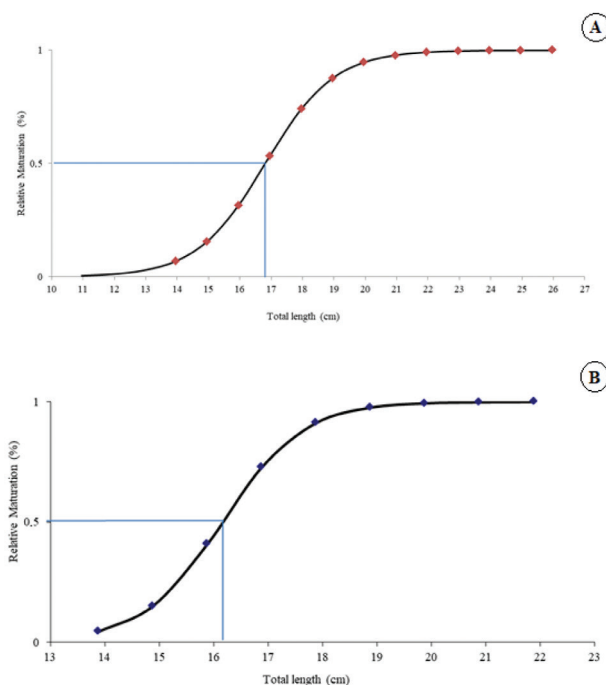 A
1
Relative Maturation (%)
0.5
0
10 11 12 13 14 15 16 17 18 19 20 21 22 23 24 25 26 27
Total length (cm)
B
1
Relative Maturation (%)
0.5
0
13 14 15 16 17 18 19 20 21 22 23
Total length (cm)